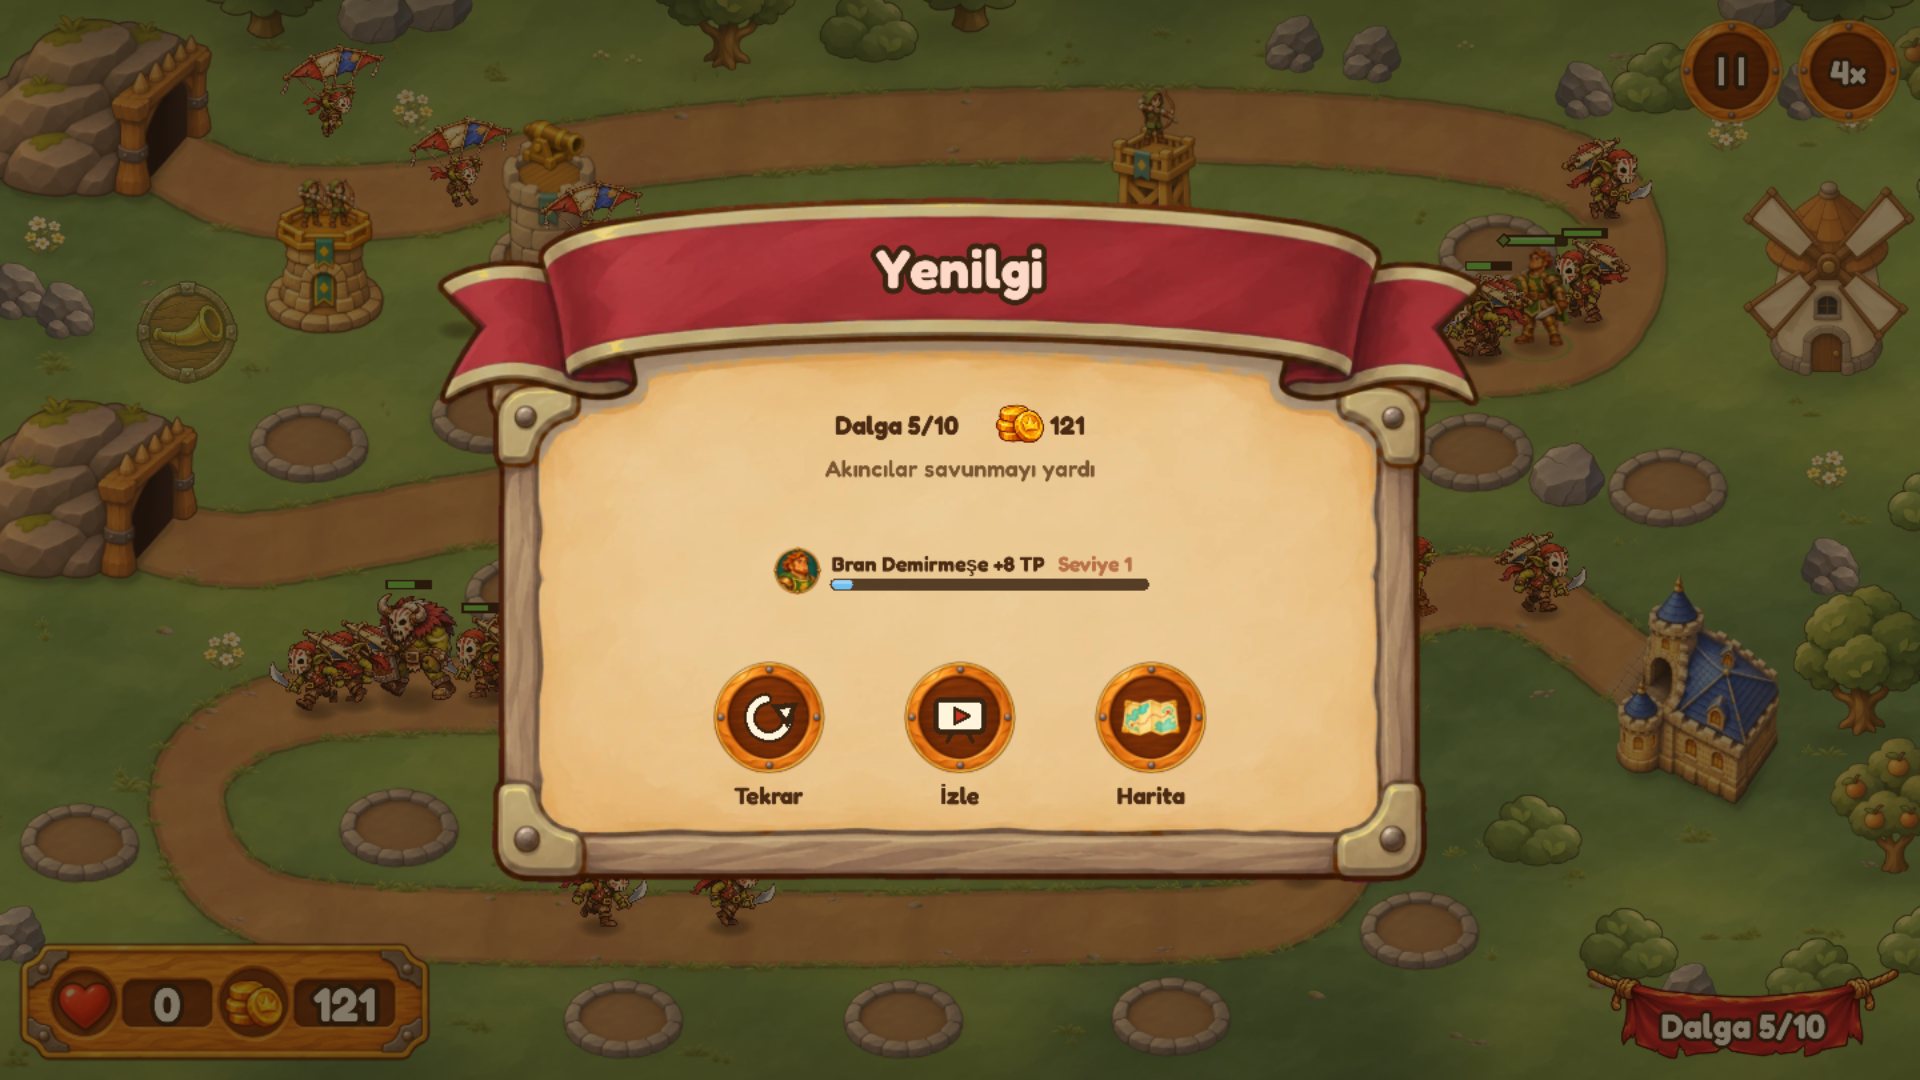 4x
Yenilgi
Dalga 5/10 121
Akıncılar savunmayı yardı
Bran Demirmeşe +8 TP Seviye 1
Tekrar İzle Harita
0 121
Dalga 5/10